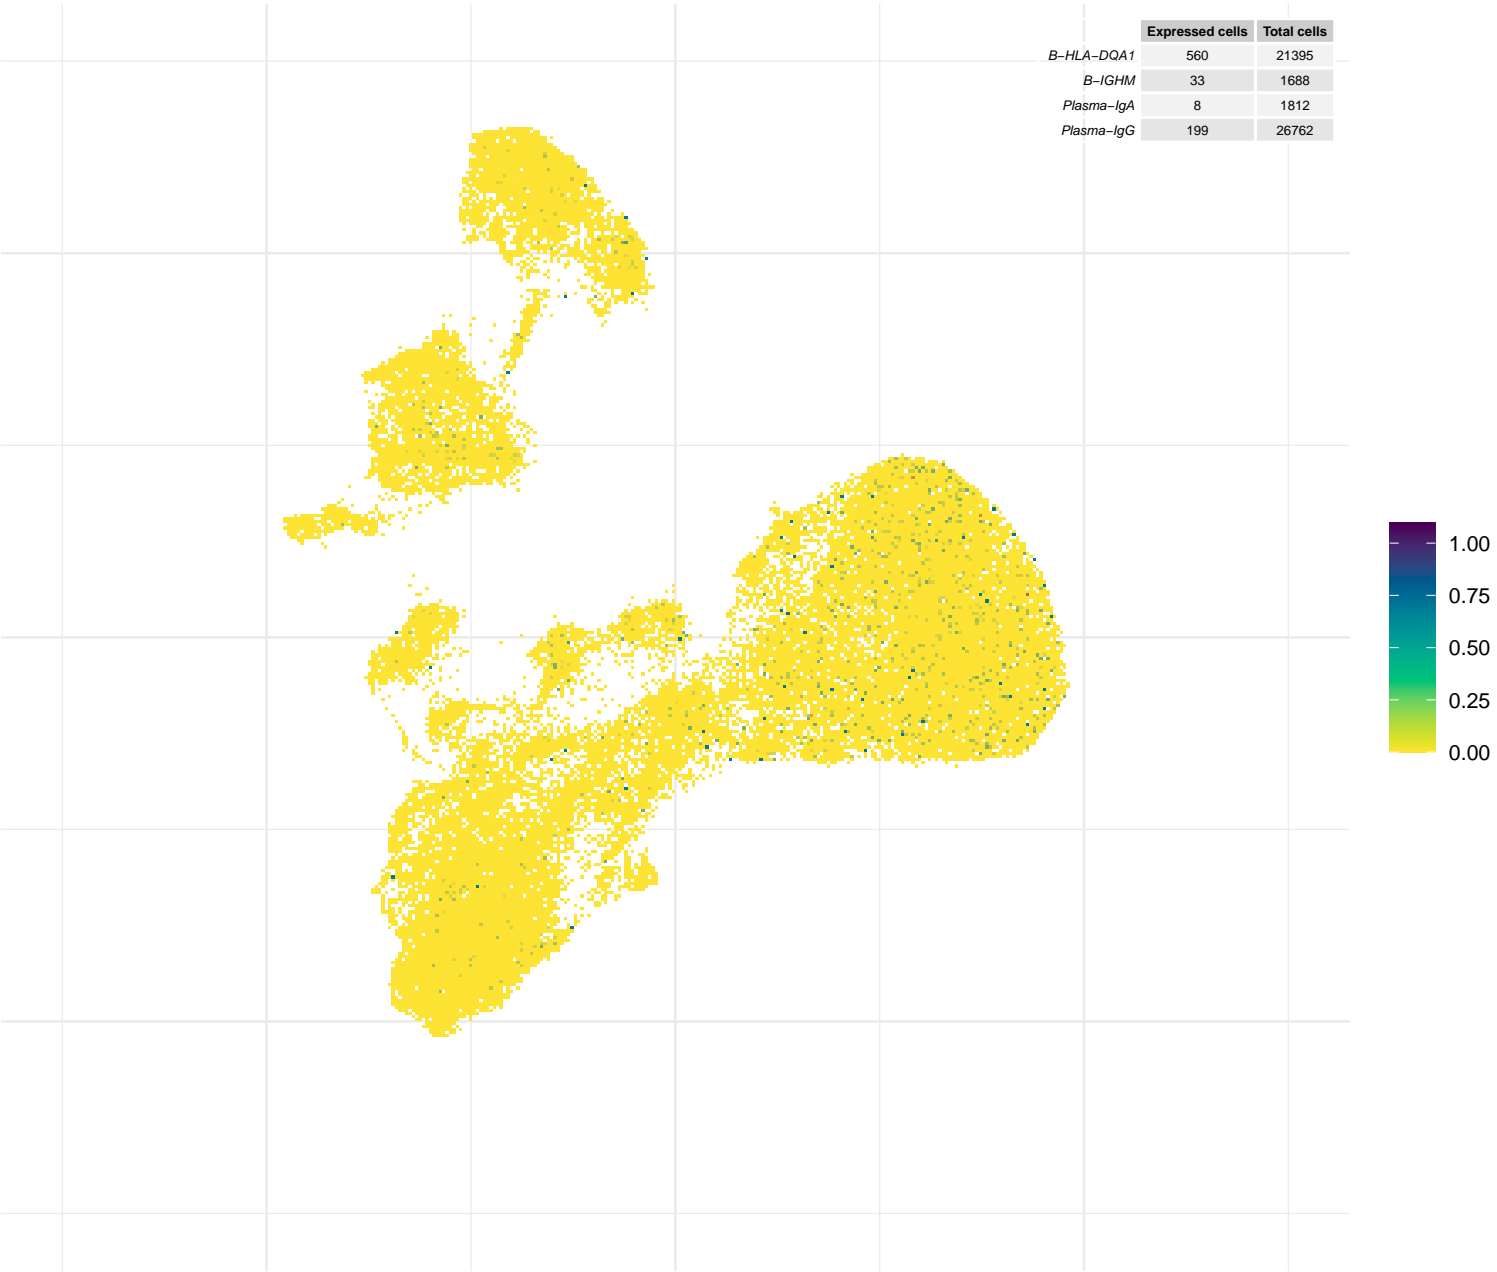 Expressed cells Total cells
B−HLA−DQA1 560 21395
B−IGHM 33 1688
Plasma−IgA 8 1812
Plasma−IgG 199 26762
1.00
0.75
0.50
0.25
0.00